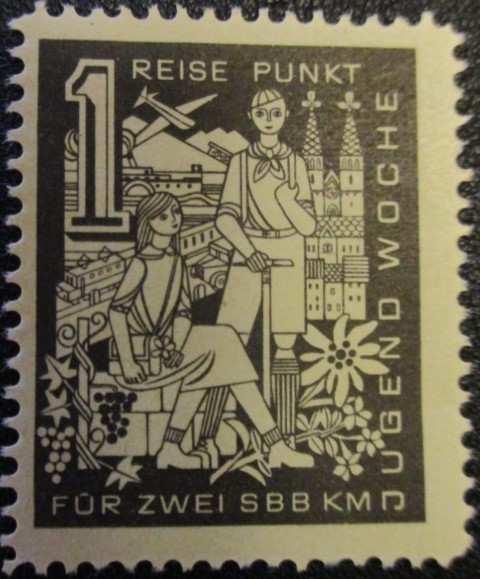 1
REISE PUNKT
JUGEND WOCHE
FÜR ZWEI SBB KM